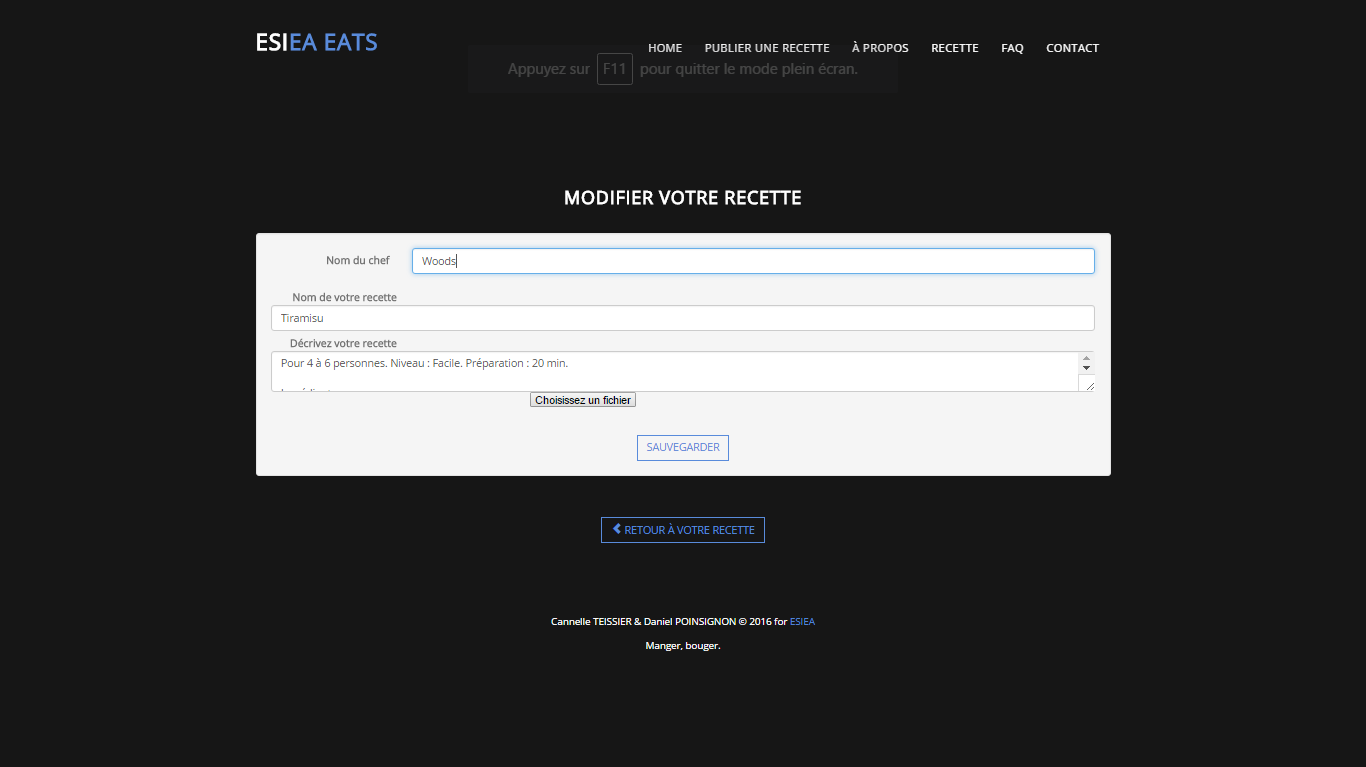 ESIEA EATS
HOME PUBLIER UNE RECETTE À PROPOS RECETTE FAQ CONTACT
Appuyez sur F11 pour quitter le mode plein écran.
MODIFIER VOTRE RECETTE
Nom du chef Woods
Nom de votre recette
Tiramisu
Décrivez votre recette
Pour 4 à 6 personnes. Niveau : Facile. Préparation : 20 min.
Choisissez un fichier
SAUVEGARDER
RETOUR À VOTRE RECETTE
Cannelle TEISSIER & Daniel POINSIGNON © 2016 for ESIEA
Manger, bouger.